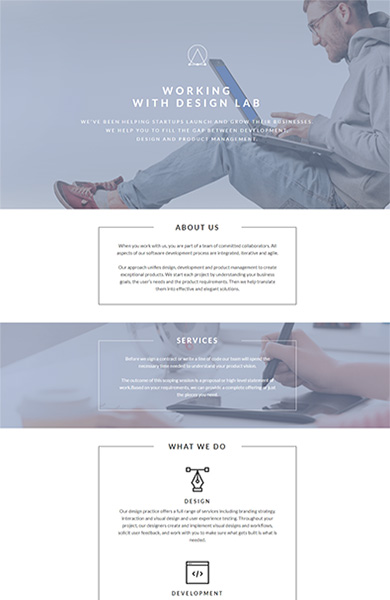 WORKING
WITH DESIGN LAB
WE'VE BEEN HELPING STARTUPS LAUNCH AND GROW THEIR BUSINESSES
WE HELP YOU TO FILL THE GAP BETWEEN DEVELOPMENT,
DESIGN AND PRODUCT MANAGEMENT.
ABOUT US
When you work with us, you are part of a team of committed collaborators. All
aspects of our software development process are integrated, iterative and agile.
Our approach unifies design, development and product management to create
exceptional products. We start each project by understanding your business
goals, the user's needs and the product requirements. Then we help translate
them into effective and elegant solutions.
SERVICES
Before we sign a contract or write a line of code our team will spend the
necessary time needed to understand your product vision.
The outcome of this scoping session is a proposal or high-level statement of
work. Based on your requirements, we can provide a complete offering or just
the pieces you need.
WHAT WE DO
DESIGN
Our design practice offers a full range of services including branding strategy,
interaction and visual design and user experience testing. Throughout your
project, our designers create and implement visual designs and workflows,
solicit user feedback, and work with you to make sure what gets built is what is
needed.
</>
DEVELOPMENT